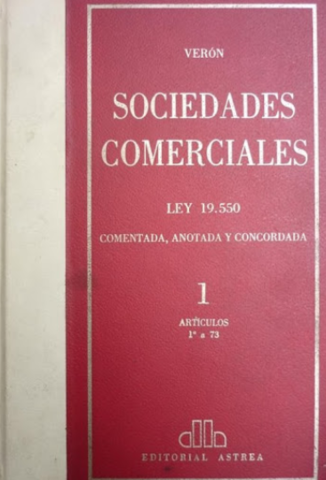 VERÓN
SOCIEDADES
COMERCIALES
LEY 19.550
COMENTADA, ANOTADA Y CONCORDADA
1
ARTÍCULOS
1º a 73
EDITORIAL ASTREA